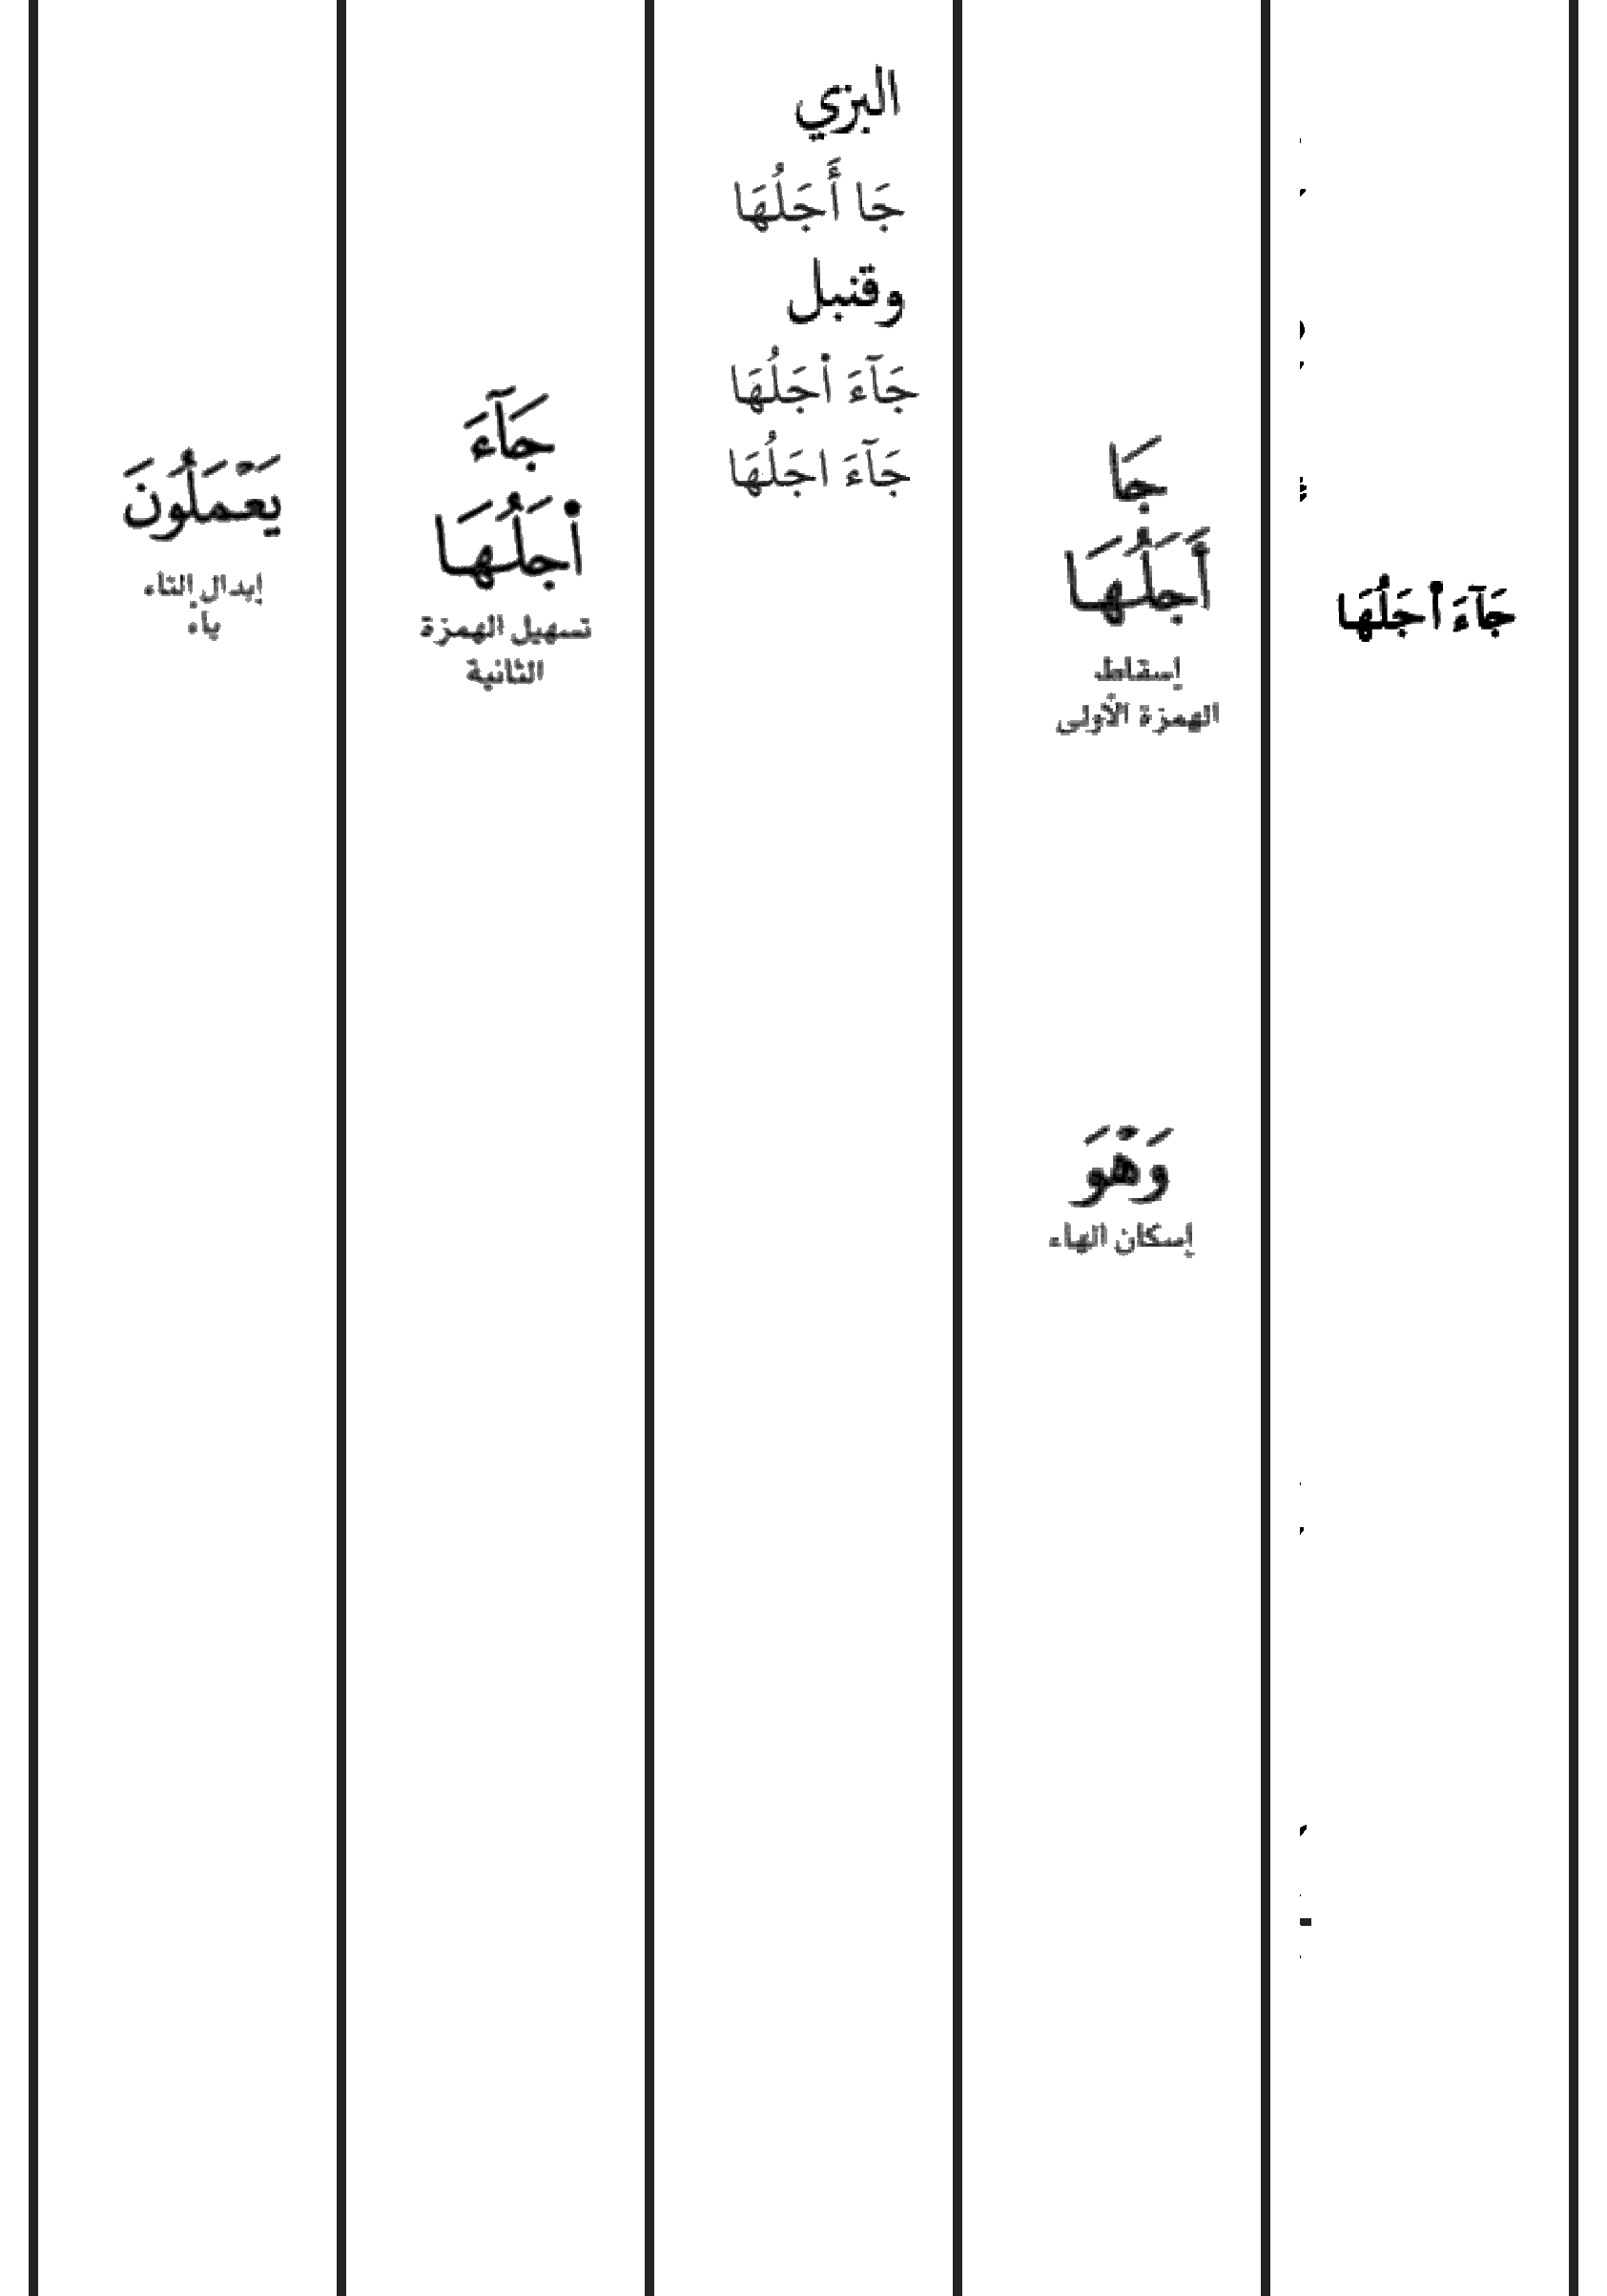 جَآءَ اَ۬جَلُهَا
جَا
أَجَلُهَا
إسقاط
الهمزة الأولى
وَهْوَ
إسكان الهاء
البزي
جَا أَجَلُهَا
وقنبل
جَآءَ اَ۬جَلُهَا
جَآءَ اجَلُهَا
جَآءَ
اَ۬جَلُهَا
تسهيل الهمزة
الثانية
يَعْمَلُونَ
إبدال التاء
ياء